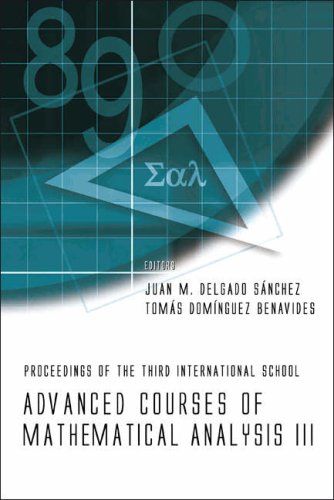 89
Σαλ
EDITORS
JUAN M. DELGADO SÁNCHEZ
TOMÁS DOMÍNGUEZ BENAVIDES
PROCEEDINGS OF THE THIRD INTERNATIONAL SCHOOL
ADVANCED COURSES OF
MATHEMATICAL ANALYSIS III